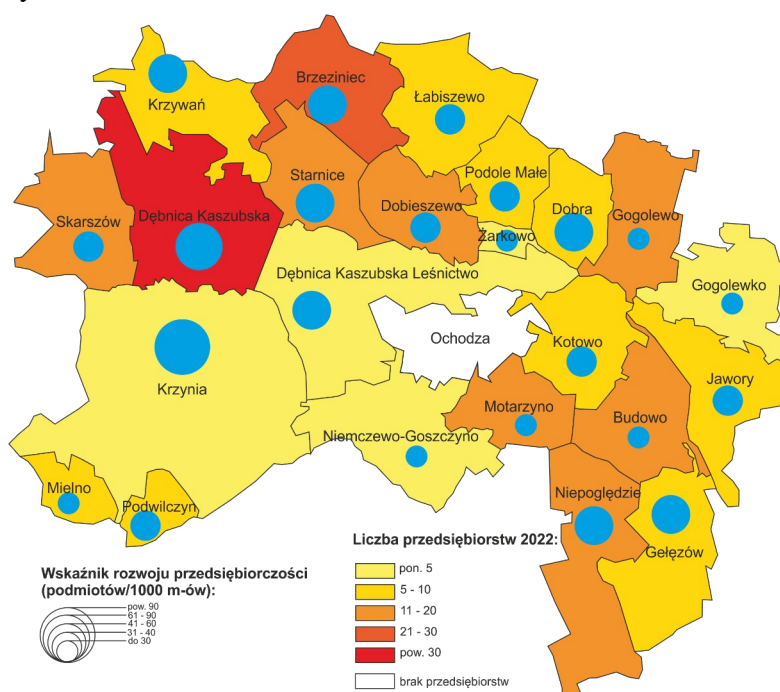 Brzeziniec
Łabiszewo
Krzywań
Podole Małe
Starnice
Dobieszewo
Dobra
Gogolewo
Skarszów
Dębnica Kaszubska
Żarkowo
Dębnica Kaszubska Leśnictwo
Gogolewko
Ochodza
Kotowo
Krzynia
Jawory
Motarzyno
Budowo
Niemczewo-Goszczyno
Mielno
Podwilczyn
Niepoględzie
Gełęzów
Liczba przedsiębiorstw 2022:
pon. 5
5 - 10
11 - 20
21 - 30
pow. 30
brak przedsiębiorstw
Wskaźnik rozwoju przedsiębiorczości
(podmiotów/1000 m-ów):
pow. 90
61 - 90
41 - 60
31 - 40
do 30